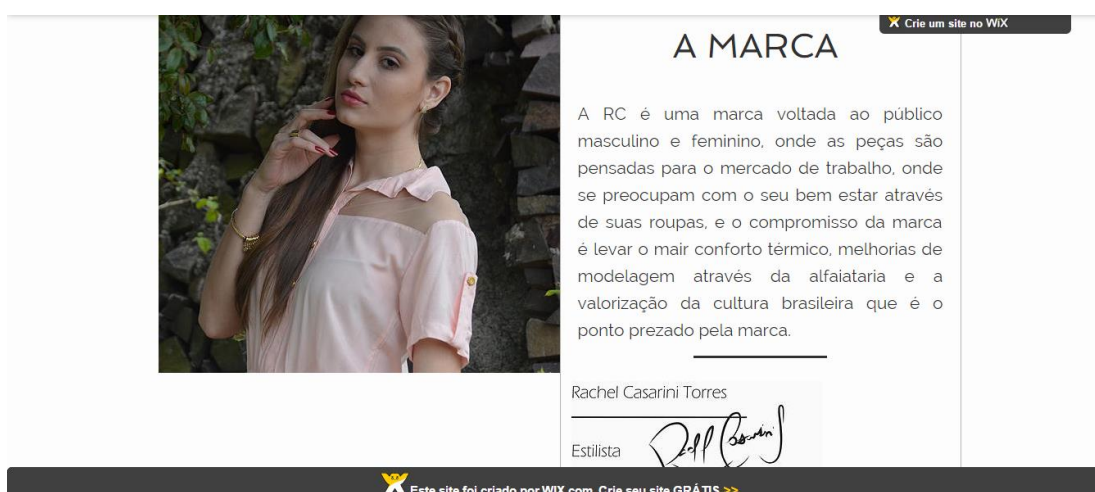 Crie um site no WiX
A MARCA
A RC é uma marca voltada ao público
masculino e feminino, onde as peças são
pensadas para o mercado de trabalho, onde
se preocupam com o seu bem estar através
de suas roupas, e o compromisso da marca
é levar o mair conforto térmico, melhorias de
modelagem através da alfaiataria e a
valorização da cultura brasileira que é o
ponto prezado pela marca.
Rachel Casarini Torres
Estilista
Este site foi criado por WIX.com. Crie seu site GRÁTIS >>